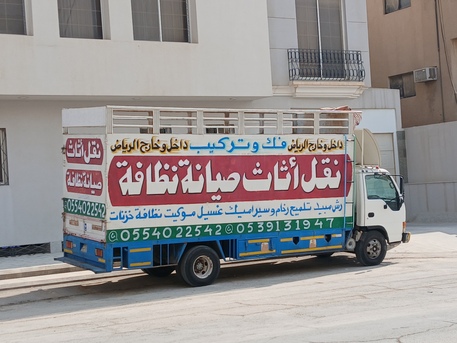 داخل وخارج الرياض فك وتركيب داخل وخارج الرياض
نقل أثاث صيانة نظافة
رش مبيد تلميع رخام وسيراميك غسيل موكيت نظافة خزانات
0554022542 0539131947
نقل أثاث
صيانة
0554022542